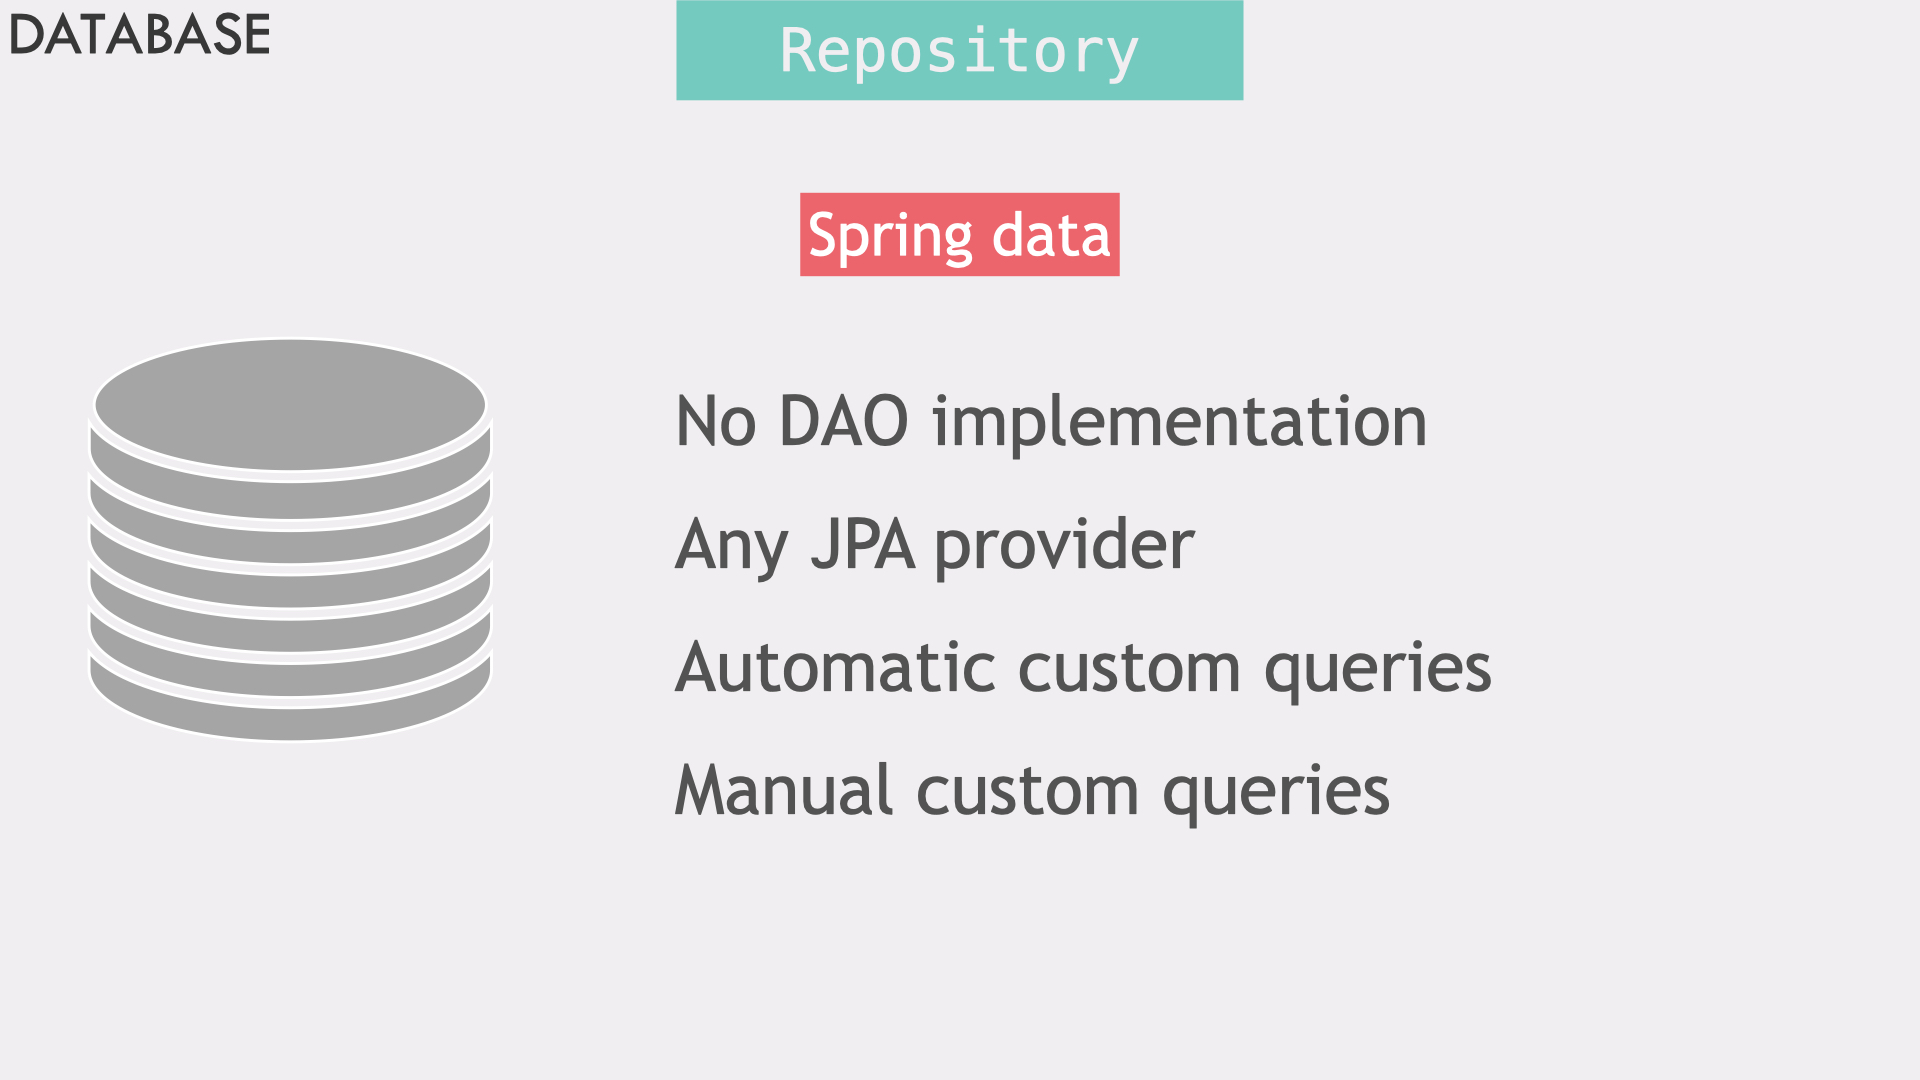 DATABASE
Repository
Spring data
No DAO implementation
Any JPA provider
Automatic custom queries
Manual custom queries